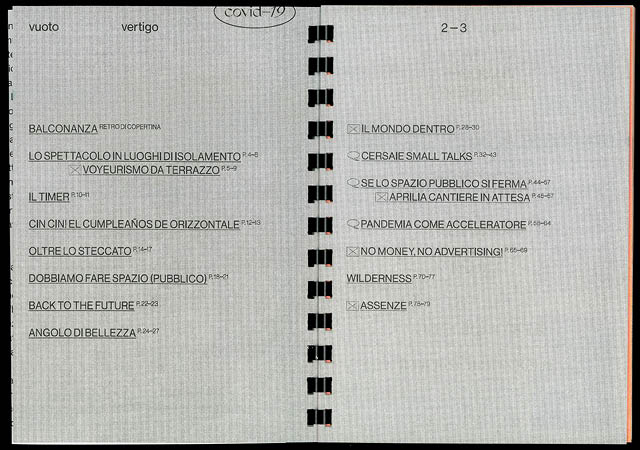 covid-19
vuoto vertigo
BALCONANZA RETRO DI COPERTINA
LO SPETTACOLO IN LUOGHI DI ISOLAMENTO P.4–8
VOYEURISMO DA TERRAZZO P.5–9
IL TIMER P.10–11
CIN CIN! EL CUMPLEAÑOS DE ORIZZONTALE P.12–13
OLTRE LO STECCATO P.14–17
DOBBIAMO FARE SPAZIO (PUBBLICO) P.18–21
BACK TO THE FUTURE P.22–23
ANGOLO DI BELLEZZA P.24–27
2–3
IL MONDO DENTRO P.28–30
CERSAIE SMALL TALKS P.32–43
SE LO SPAZIO PUBBLICO SI FERMA P.44–57
APRILIA CANTIERE IN ATTESA P.45–57
PANDEMIA COME ACCELERATORE P.58–64
NO MONEY, NO ADVERTISING! P.65–69
WILDERNESS P.70–77
ASSENZE P.78–79